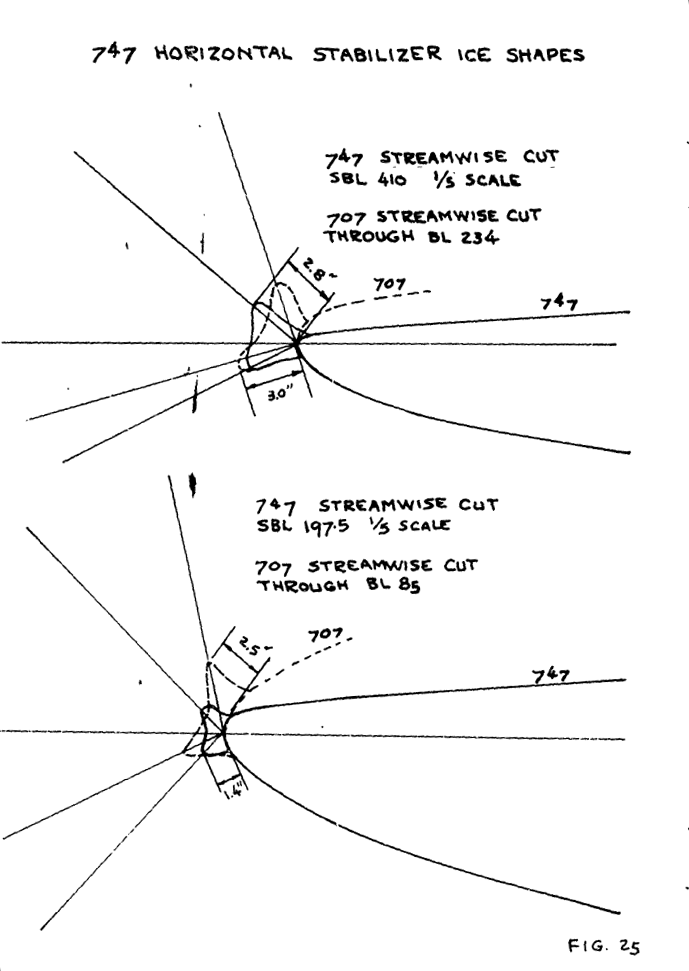 747 HORIZONTAL STABILIZER ICE SHAPES
747 STREAMWISE CUT
SBL 410 1/5 SCALE
707 STREAMWISE CUT
THROUGH BL 234
2.8"
707
747
3.0"
747 STREAMWISE CUT
SBL 197.5 1/5 SCALE
707 STREAMWISE CUT
THROUGH BL 85
2.5"
707
747
1.4"
FIG. 25